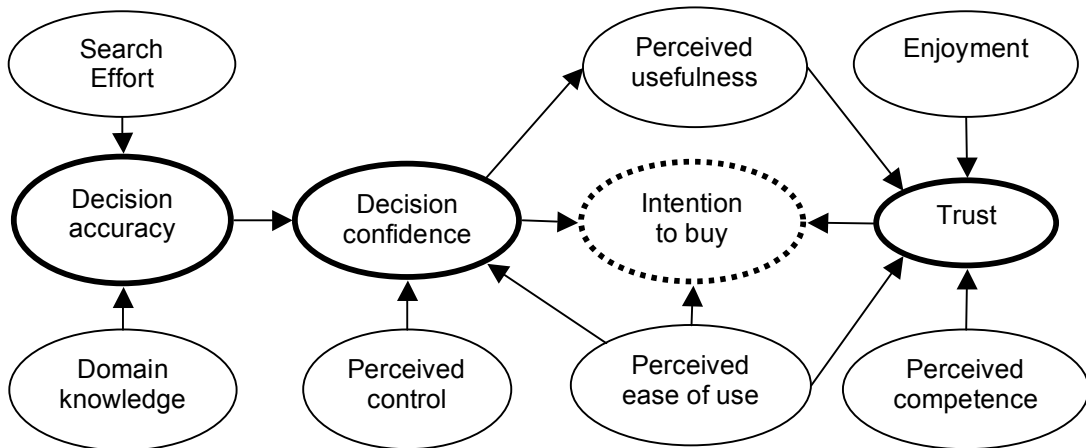 Search
Effort
Perceived
usefulness
Enjoyment
Decision
accuracy
Decision
confidence
Intention
to buy
Trust
Domain
knowledge
Perceived
control
Perceived
ease of use
Perceived
competence